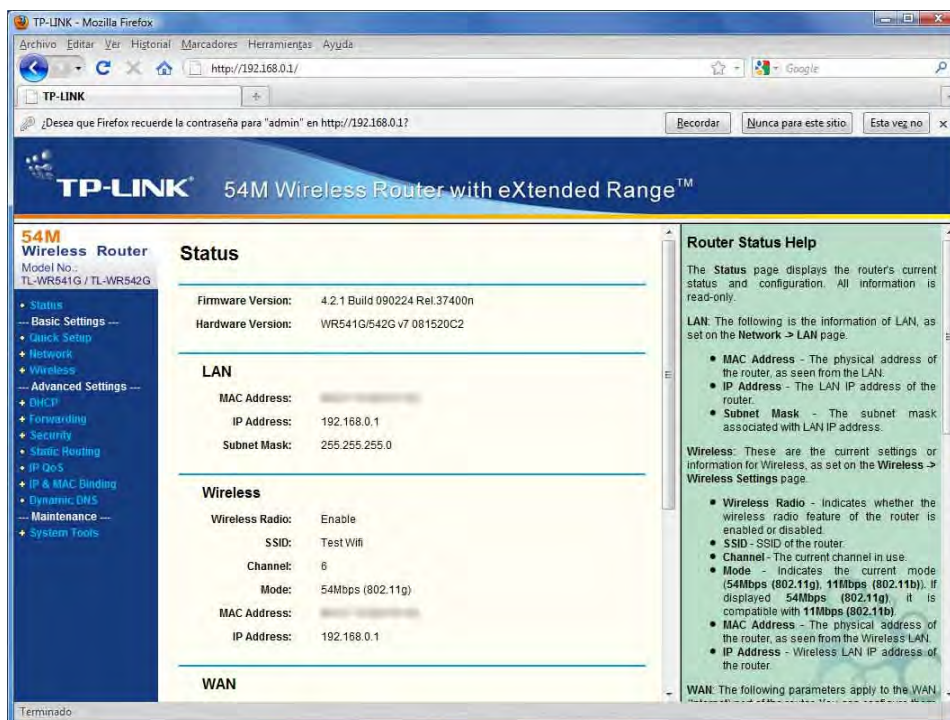 TP-LINK - Mozilla Firefox
Archivo Editar Ver Historial Marcadores Herramientas Ayuda
http://192.168.0.1/
Google
TP-LINK
¿Desea que Firefox recuerde la contraseña para "admin" en http://192.168.0.1?
Recordar
Nunca para este sitio
Esta vez no
TP-LINK®
54M Wireless Router with eXtended Range™
54M
Wireless Router
Model No.:
TL-WR541G / TL-WR542G
• Status
--- Basic Settings ---
• Quick Setup
+ Network
+ Wireless
--- Advanced Settings ---
+ DHCP
+ Forwarding
+ Security
• Static Routing
• IP QoS
+ IP & MAC Binding
• Dynamic DNS
--- Maintenance ---
+ System Tools
Status
Firmware Version: 4.2.1 Build 090224 Rel.37400n
Hardware Version: WR541G/542G v7 081520C2
LAN
MAC Address:
IP Address: 192.168.0.1
Subnet Mask: 255.255.255.0
Wireless
Wireless Radio: Enable
SSID: Test Wifi
Channel: 6
Mode: 54Mbps (802.11g)
MAC Address:
IP Address: 192.168.0.1
WAN
Router Status Help
The Status page displays the router's current
status and configuration. All information is
read-only.
LAN: The following is the information of LAN, as
set on the Network -> LAN page.
• MAC Address - The physical address of
the router, as seen from the LAN.
• IP Address - The LAN IP address of the
router.
• Subnet Mask - The subnet mask
associated with LAN IP address.
Wireless: These are the current settings or
information for Wireless, as set on the Wireless ->
Wireless Settings page.
• Wireless Radio - Indicates whether the
wireless radio feature of the router is
enabled or disabled.
• SSID - SSID of the router.
• Channel - The current channel in use.
• Mode - Indicates the current mode
(54Mbps (802.11g), 11Mbps (802.11b)). If
displayed 54Mbps (802.11g), it is
compatible with 11Mbps (802.11b).
• MAC Address - The physical address of
the router, as seen from the Wireless LAN.
• IP Address - Wireless LAN IP address of
the router.
WAN: The following parameters apply to the WAN
Terminado